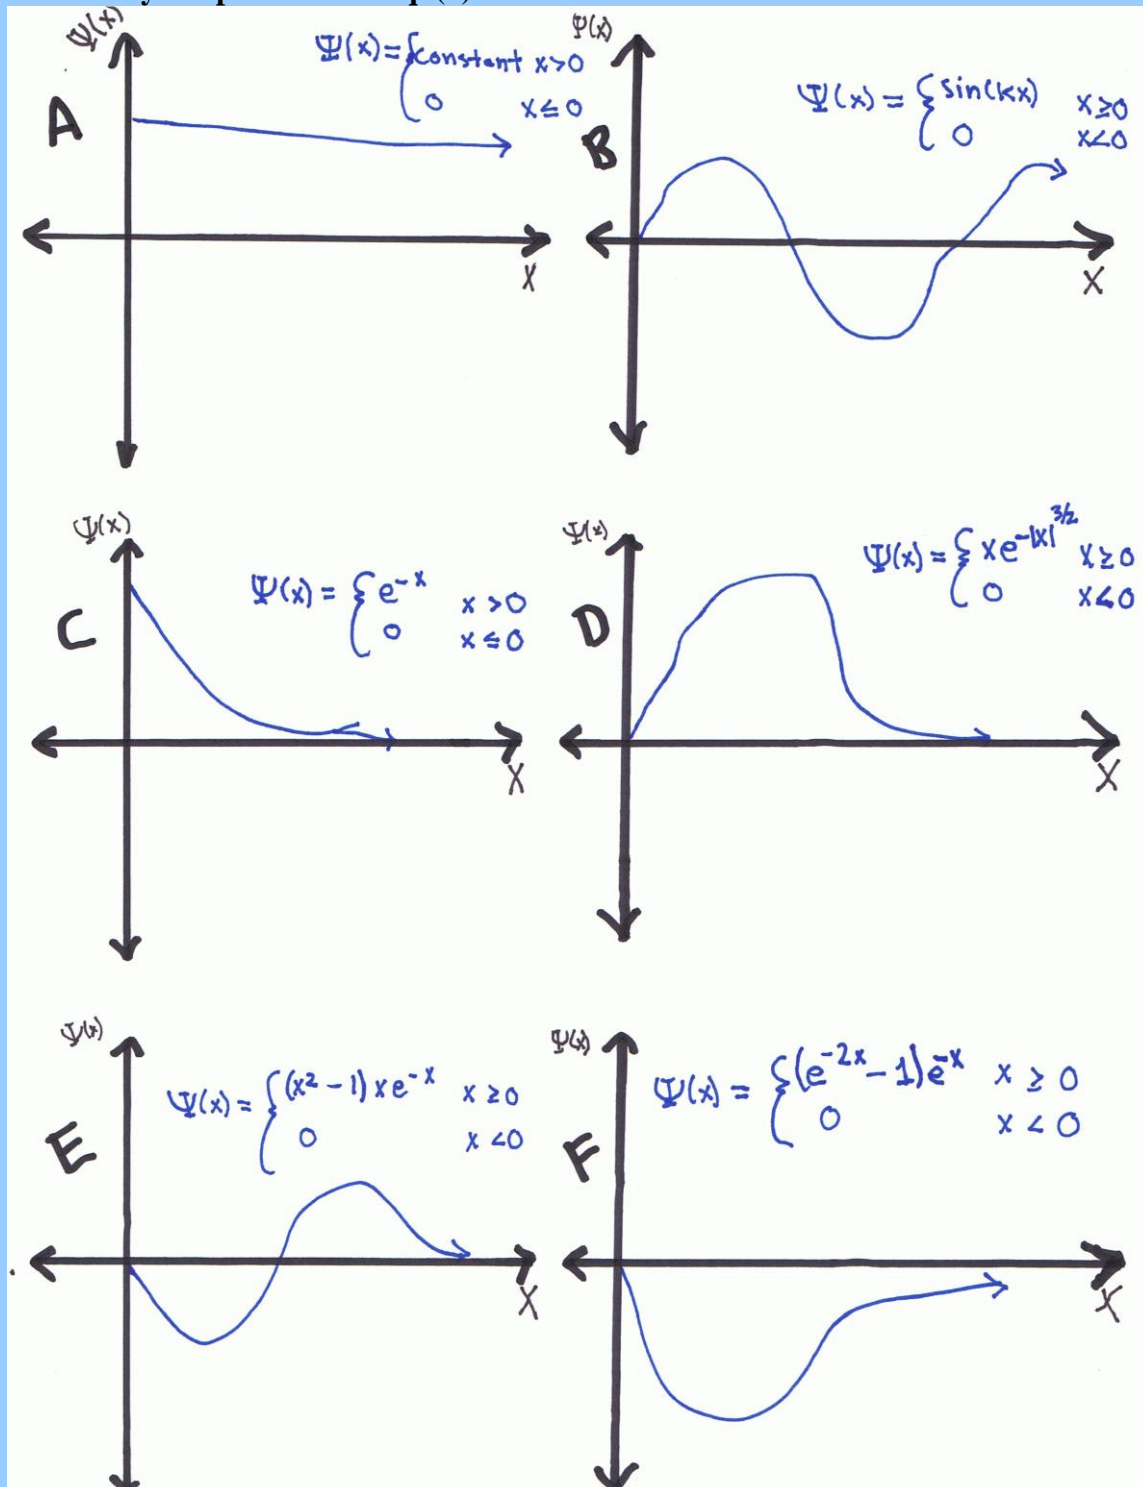 Ψ(x)
Ψ(x) = { constant x>0
0 x≤0
A
X
Ψ(x)
Ψ(x) = { sin(kx) x≥0
0 x<0
B
X
Ψ(x)
Ψ(x) = { e^-x x>0
0 x≤0
C
X
Ψ(x)
Ψ(x) = { xe^-|x|^3/2 x≥0
0 x<0
D
X
Ψ(x)
Ψ(x) = { (x² - 1) x e^-x x≥0
0 x<0
E
X
Ψ(x)
Ψ(x) = { (e^-2x - 1) e^-x x≥0
0 x<0
F
X